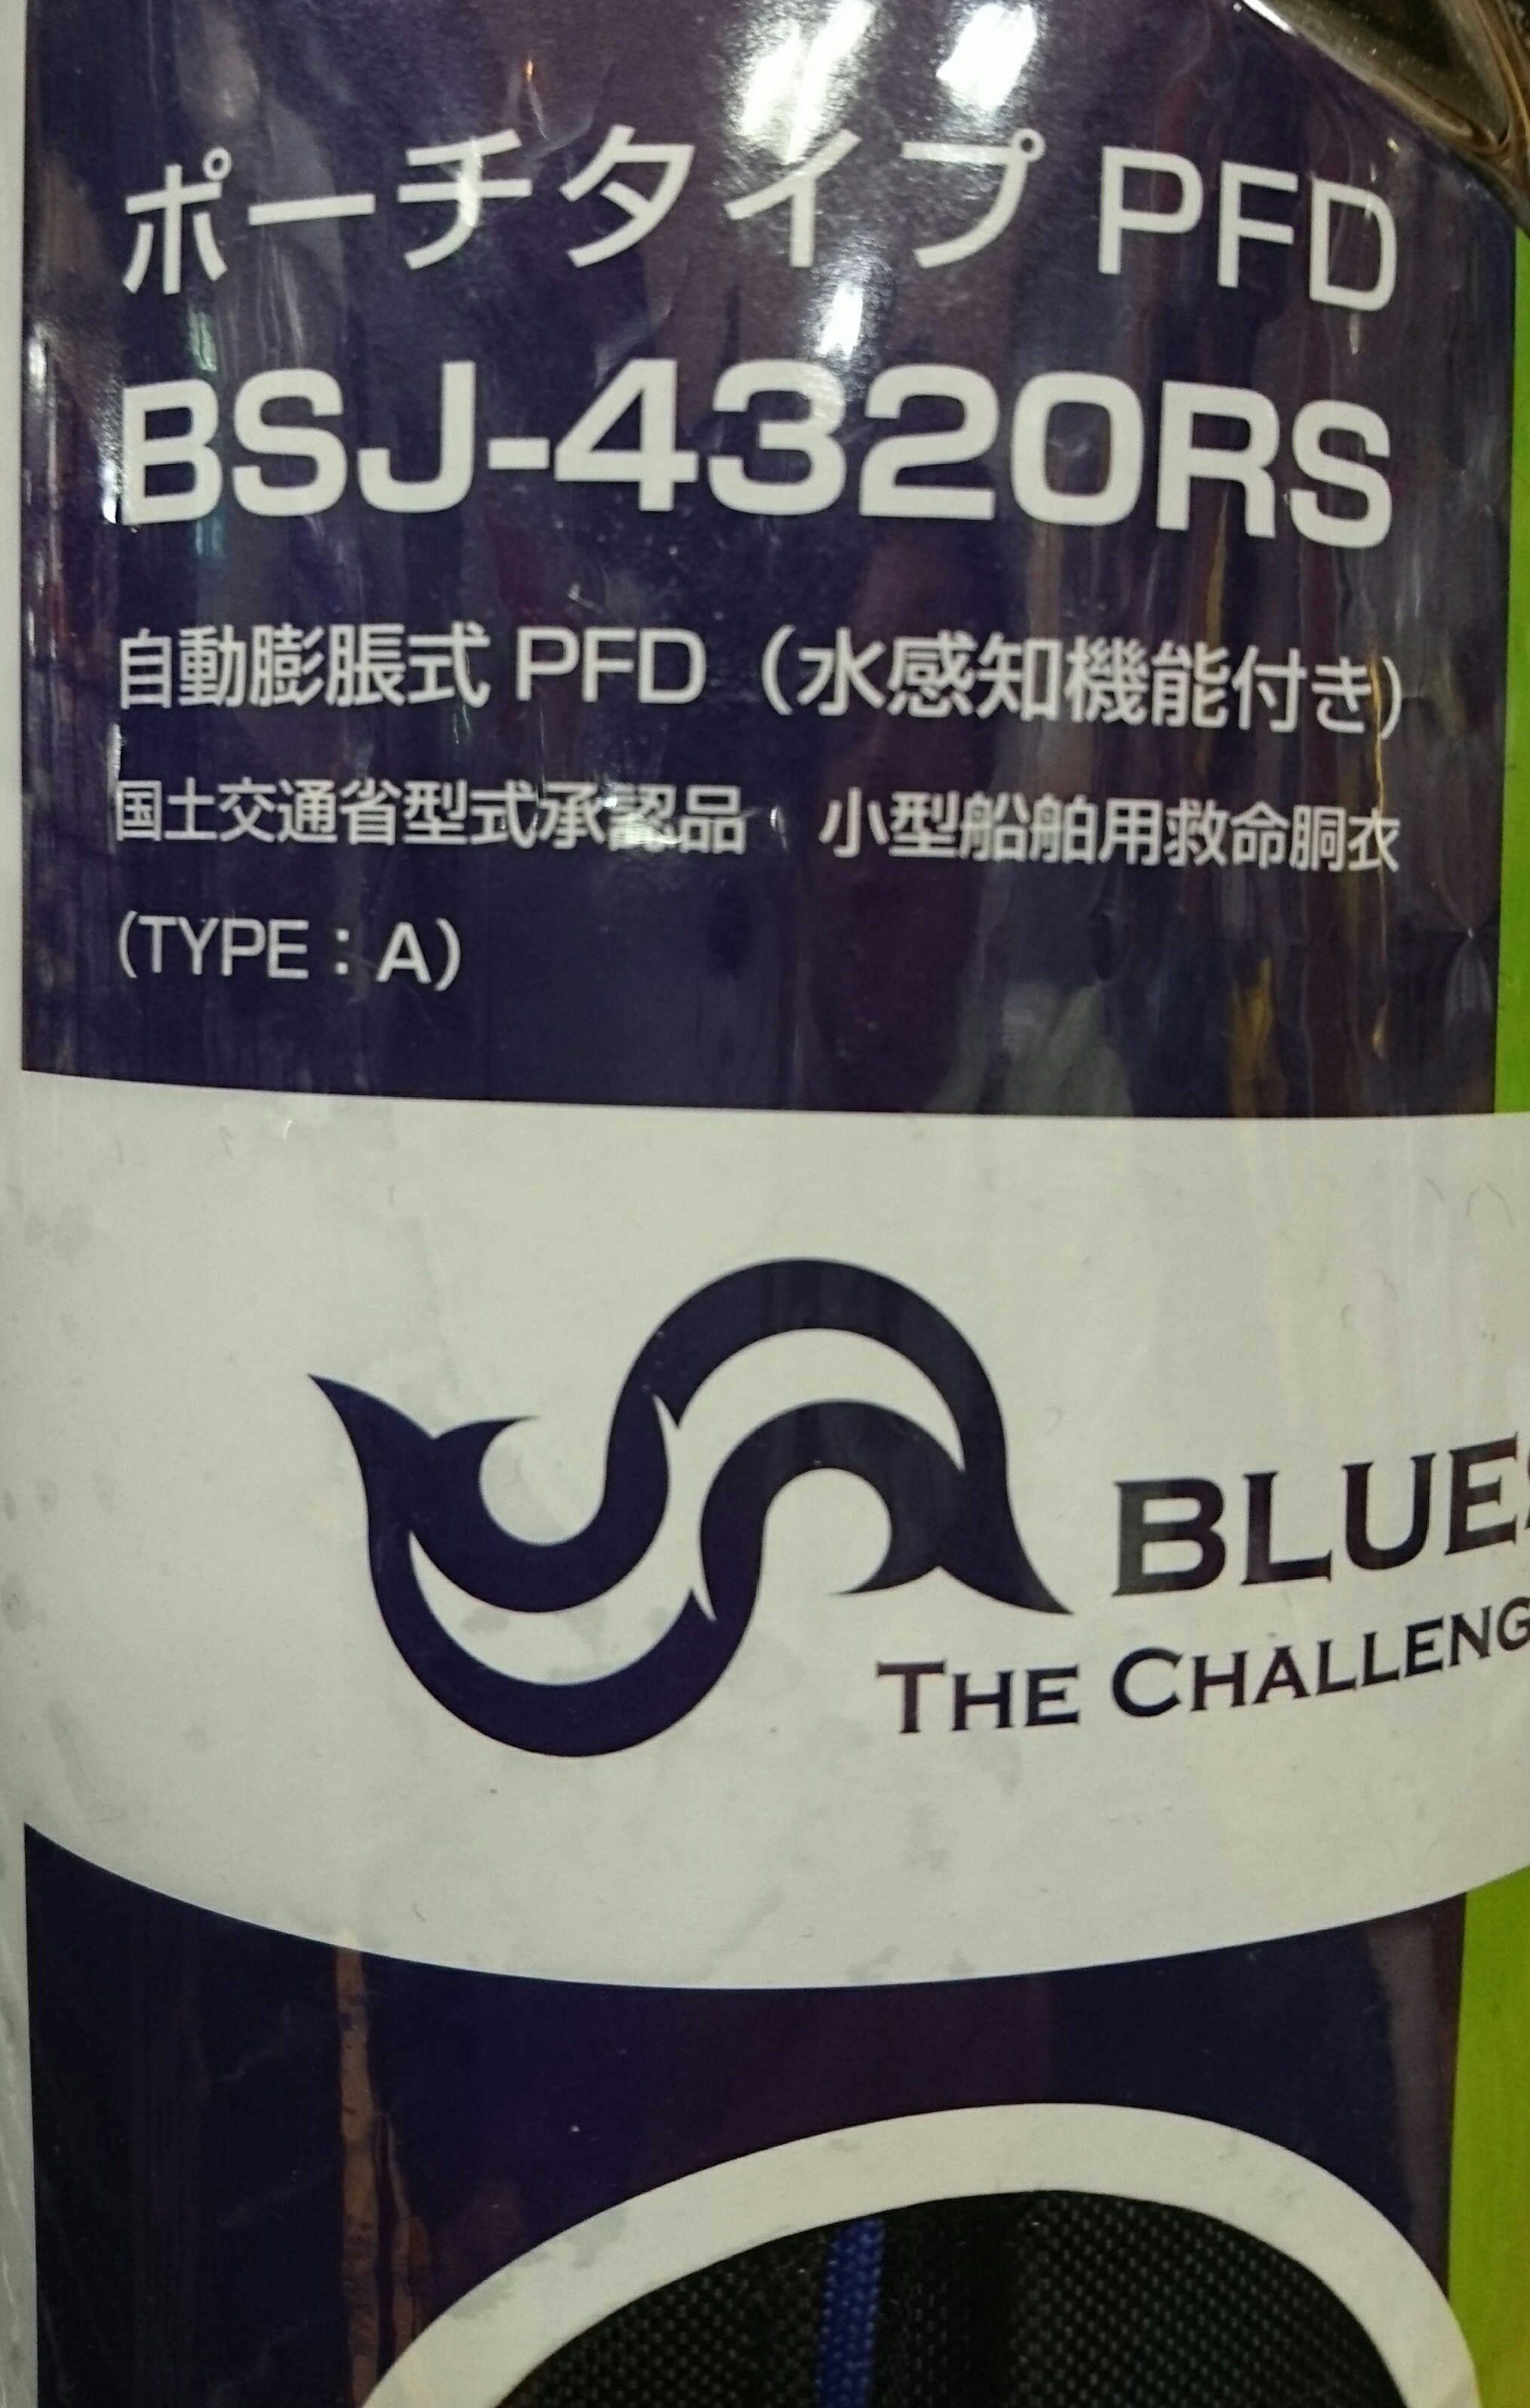 ポーチタイプ PFD
BSJ-4320RS
自動膨脹式 PFD（水感知機能付き）
国土交通省型式承認品　小型船舶用救命胴衣
(TYPE：A)
BLUES
THE CHALLENG